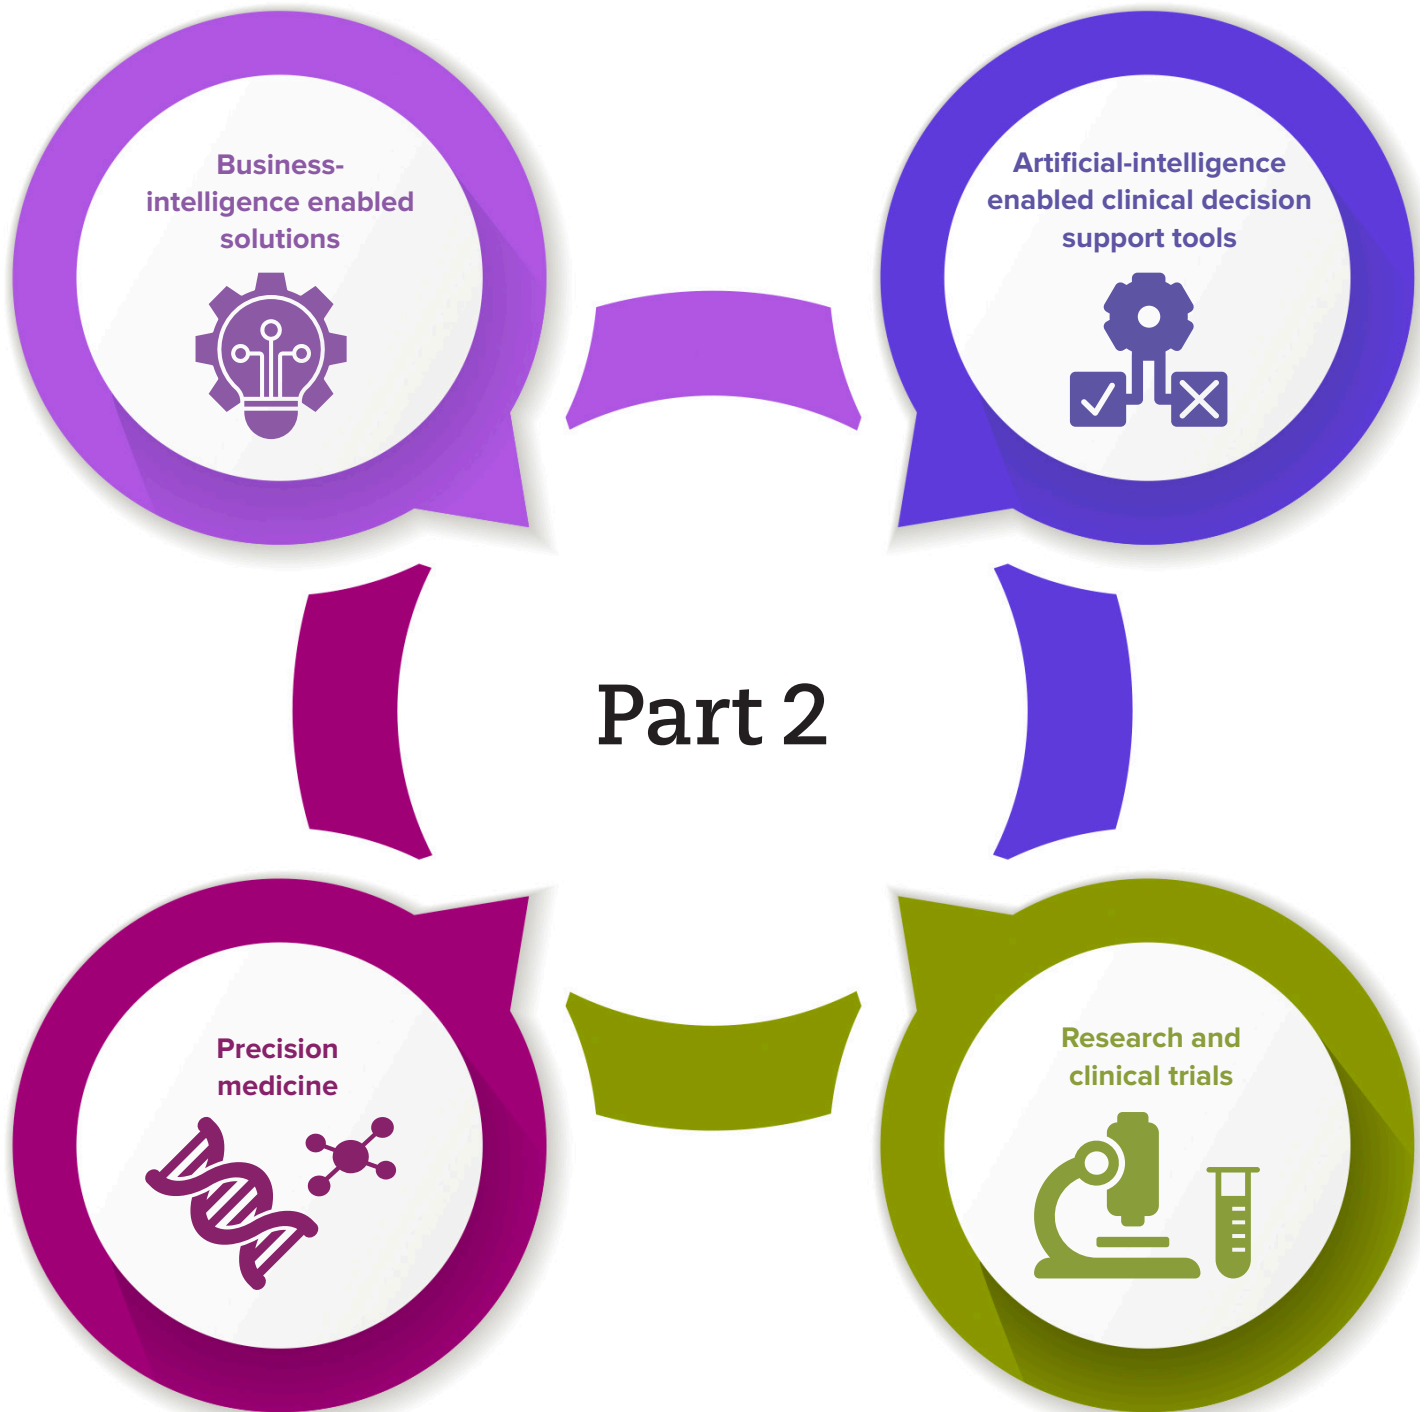 Business-
intelligence enabled
solutions
Artificial-intelligence
enabled clinical decision
support tools
Part 2
Precision
medicine
Research and
clinical trials